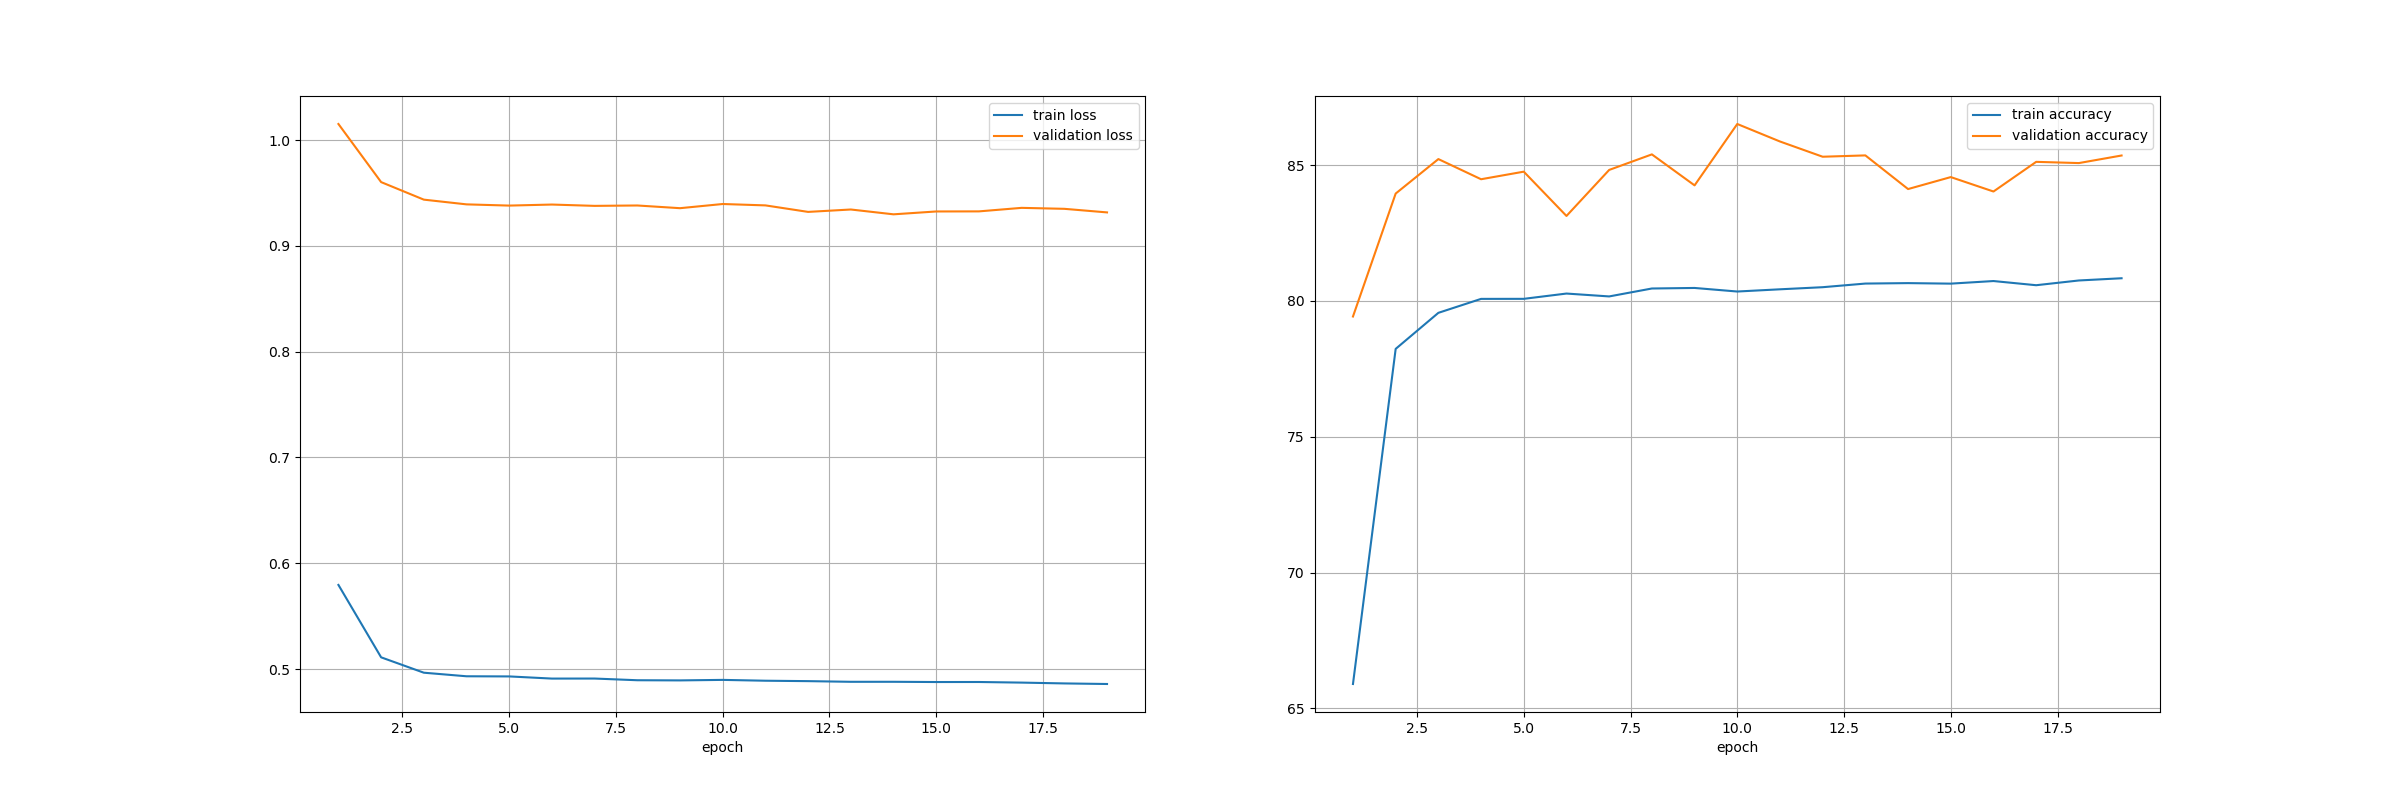 train loss
validation loss
1.0
0.9
0.8
0.7
0.6
0.5
2.5 5.0 7.5 10.0 12.5 15.0 17.5
epoch
train accuracy
validation accuracy
85
80
75
70
65
2.5 5.0 7.5 10.0 12.5 15.0 17.5
epoch